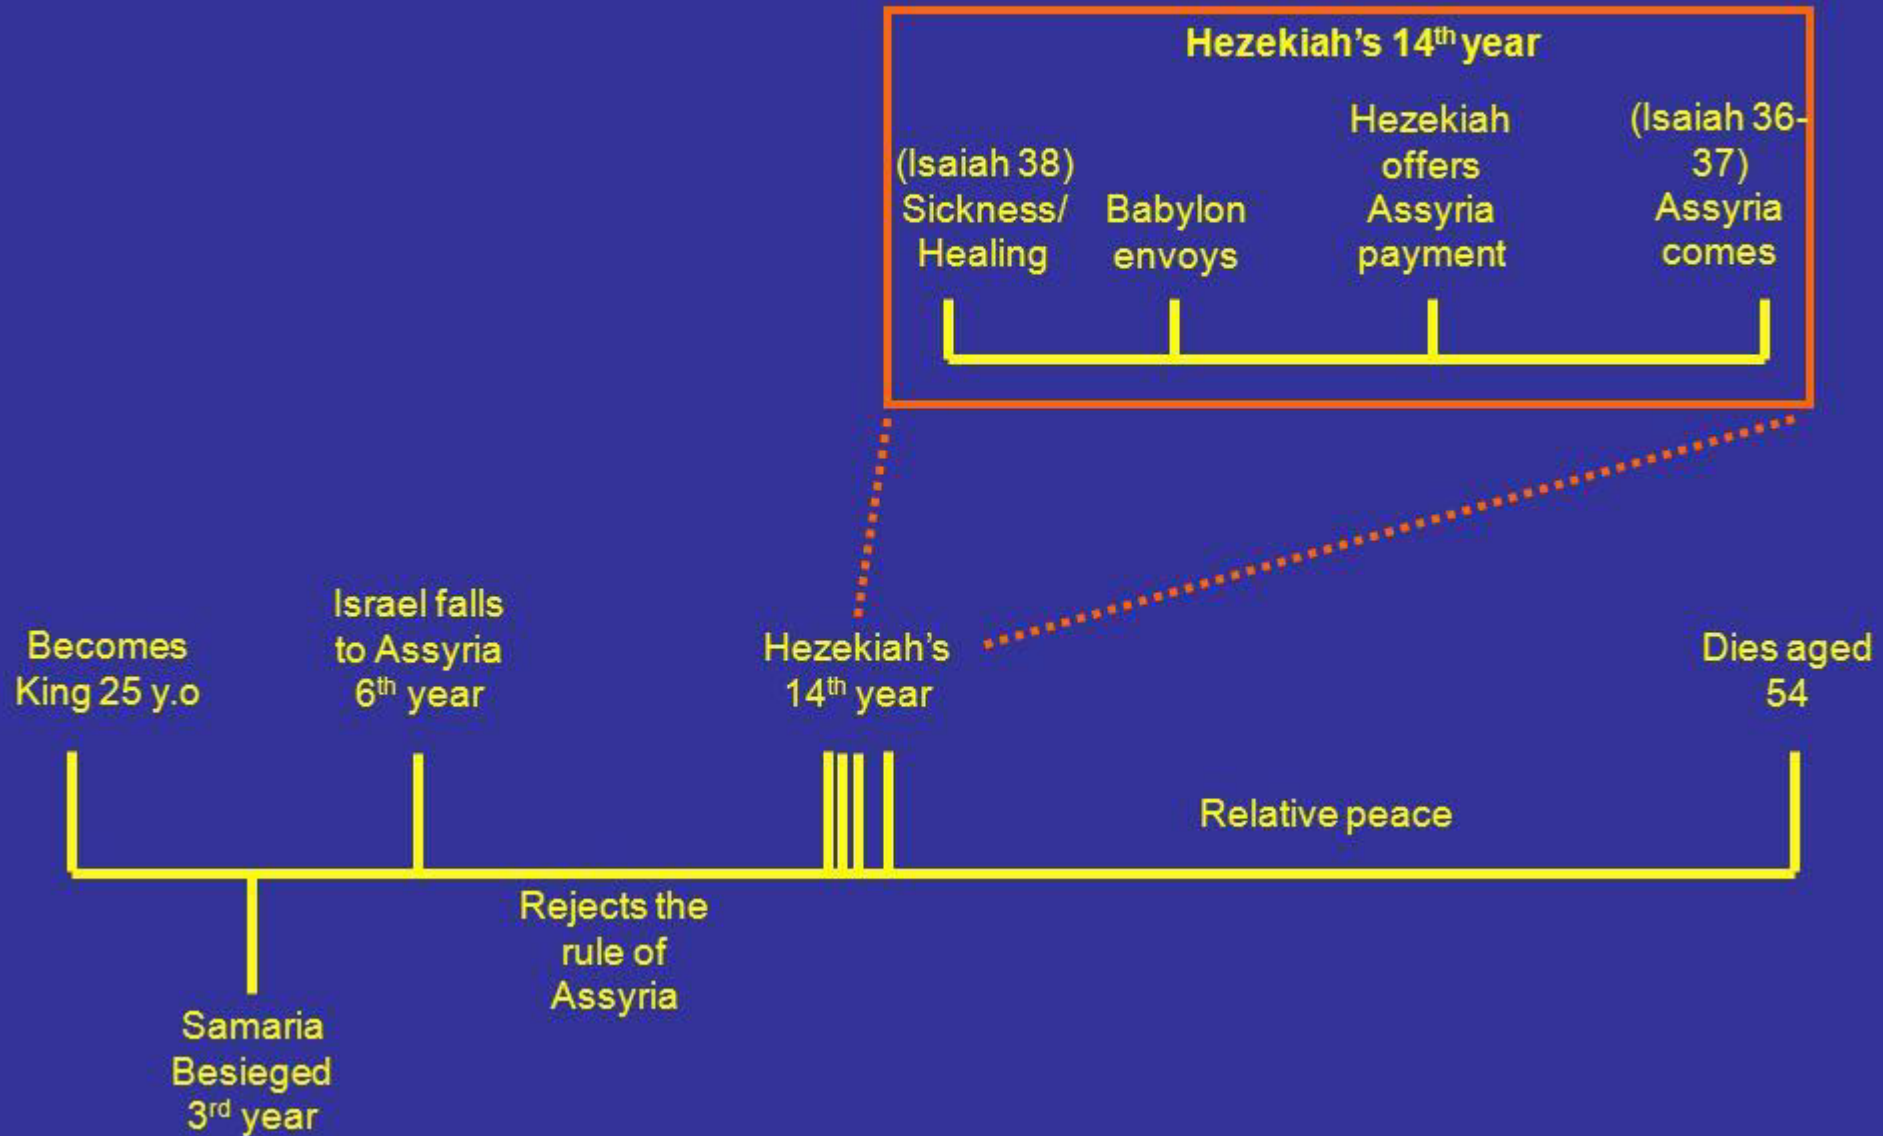 Hezekiah's 14th year
(Isaiah 38)
Sickness/
Healing
Babylon
envoys
Hezekiah
offers
Assyria
payment
(Isaiah 36-
37)
Assyria
comes
Becomes
King 25 y.o
Israel falls
to Assyria
6th year
Hezekiah's
14th year
Dies aged
54
Relative peace
Rejects the
rule of
Assyria
Samaria
Besieged
3rd year